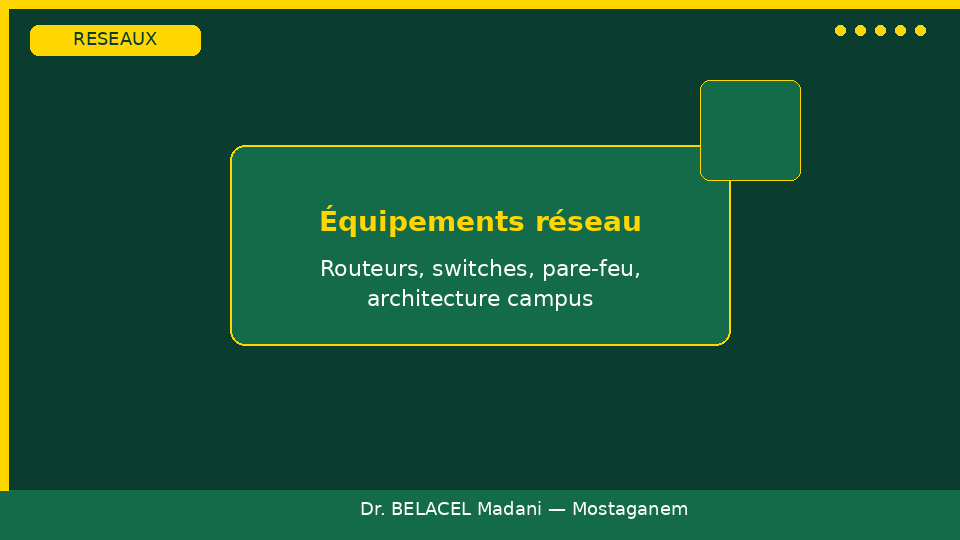 RESEAUX
Équipements réseau
Routeurs, switches, pare-feu,
architecture campus
Dr. BELACEL Madani — Mostaganem